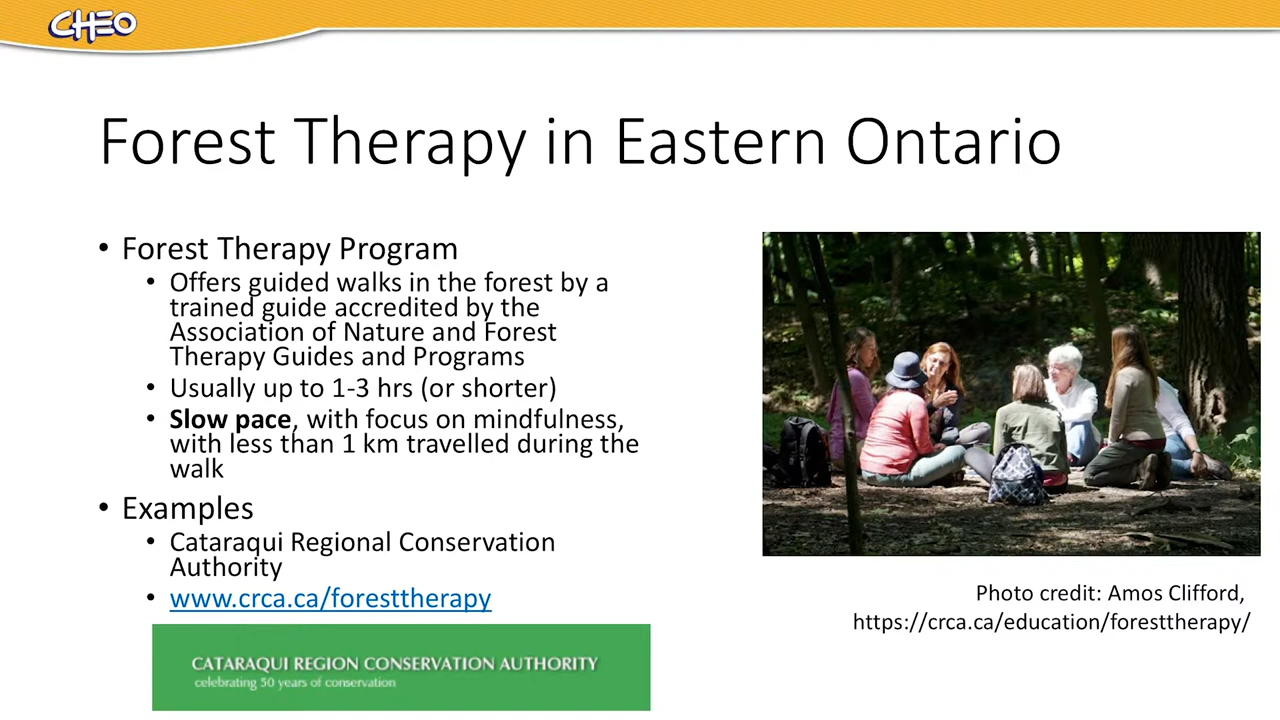 CHEO
Forest Therapy in Eastern Ontario
• Forest Therapy Program
• Offers guided walks in the forest by a
trained guide accredited by the
Association of Nature and Forest
Therapy Guides and Programs
• Usually up to 1-3 hrs (or shorter)
• Slow pace, with focus on mindfulness,
with less than 1 km travelled during the
walk
• Examples
• Cataraqui Regional Conservation
Authority
• www.crca.ca/foresttherapy
CATARAQUI REGION CONSERVATION AUTHORITY
celebrating 50 years of conservation
Photo credit: Amos Clifford,
https://crca.ca/education/foresttherapy/